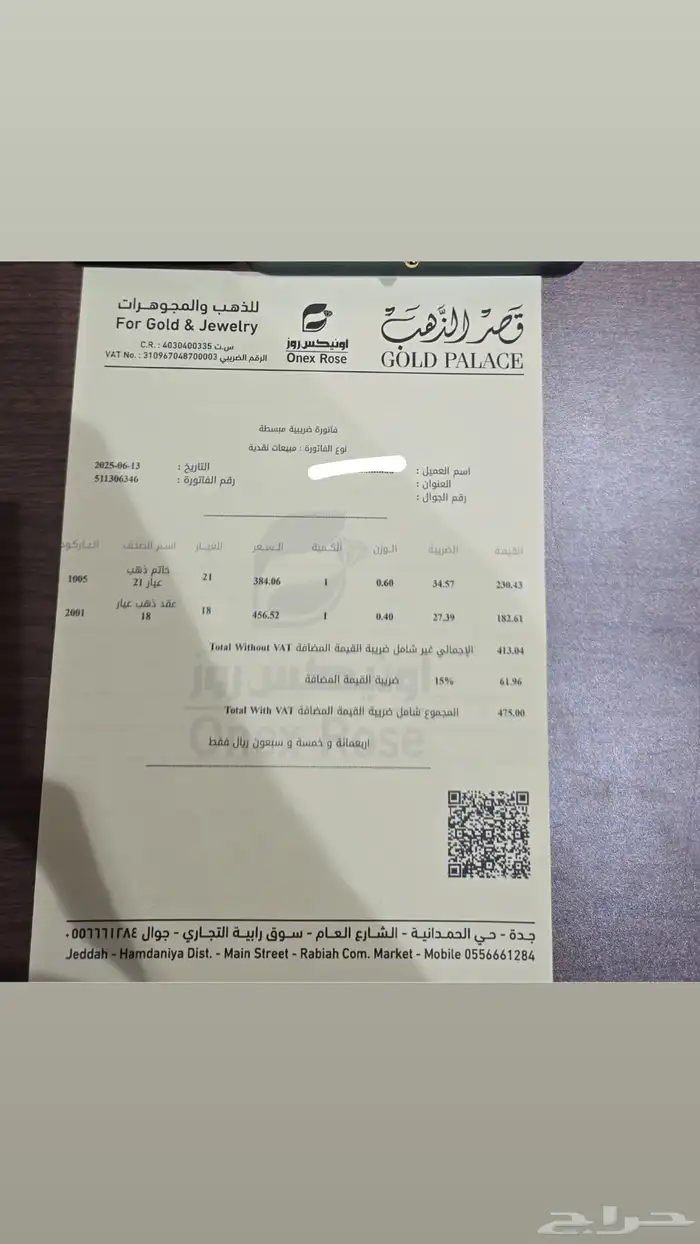 قصر الذهب
GOLD PALACE
اونيكس روز
Onex Rose
للذهب والمجوهرات
For Gold & Jewelry
C.R. : 4030400335 س.ت
VAT No. : 310967048700003 الرقم الضريبي
فاتورة ضريبية مبسطة
نوع الفاتورة : مبيعات نقدية
اسم العميل :
العنوان :
رقم الجوال :
التاريخ : 2025-06-13
رقم الفاتورة : 511306346
الباركود اسم الصنف العيار السعر الكمية الوزن الضريبة القيمة
1005 خاتم ذهب عيار 21 21 384.06 1 0.60 34.57 230.43
2001 عقد ذهب عيار 18 18 456.52 1 0.40 27.39 182.61
الإجمالي غير شامل ضريبة القيمة المضافة Total Without VAT 413.04
ضريبة القيمة المضافة 15% 61.96
المجموع شامل ضريبة القيمة المضافة Total With VAT 475.00
اربعمائة و خمسة و سبعون ريال فقط
اونيكس روز
Onex Rose
جدة - حي الحمدانية - الشارع العام - سوق رابية التجاري - جوال ٠٥٥٦٦٦١٢٨٤
Jeddah - Hamdaniya Dist. - Main Street - Rabiah Com. Market - Mobile 0556661284
حراج